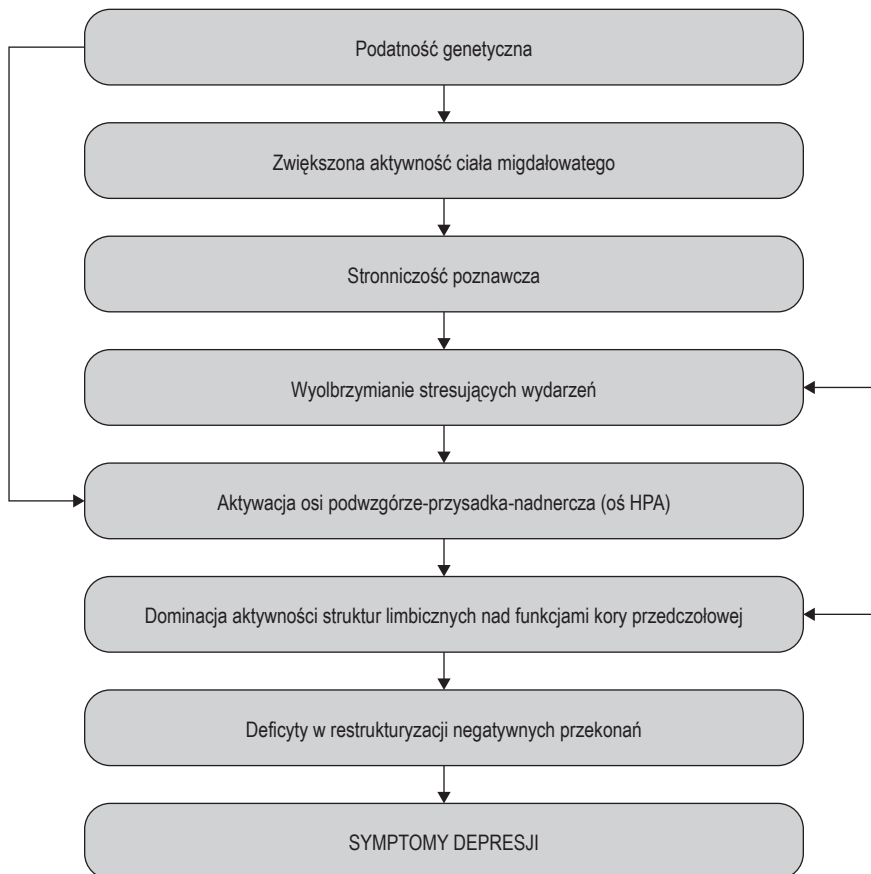 Podatność genetyczna
Zwiększona aktywność ciała migdałowatego
Stronniczość poznawcza
Wyolbrzymianie stresujących wydarzeń
Aktywacja osi podwzgórze-przysadka-nadnercza (oś HPA)
Dominacja aktywności struktur limbicznych nad funkcjami kory przedczołowej
Deficyty w restrukturyzacji negatywnych przekonań
SYMPTOMY DEPRESJI